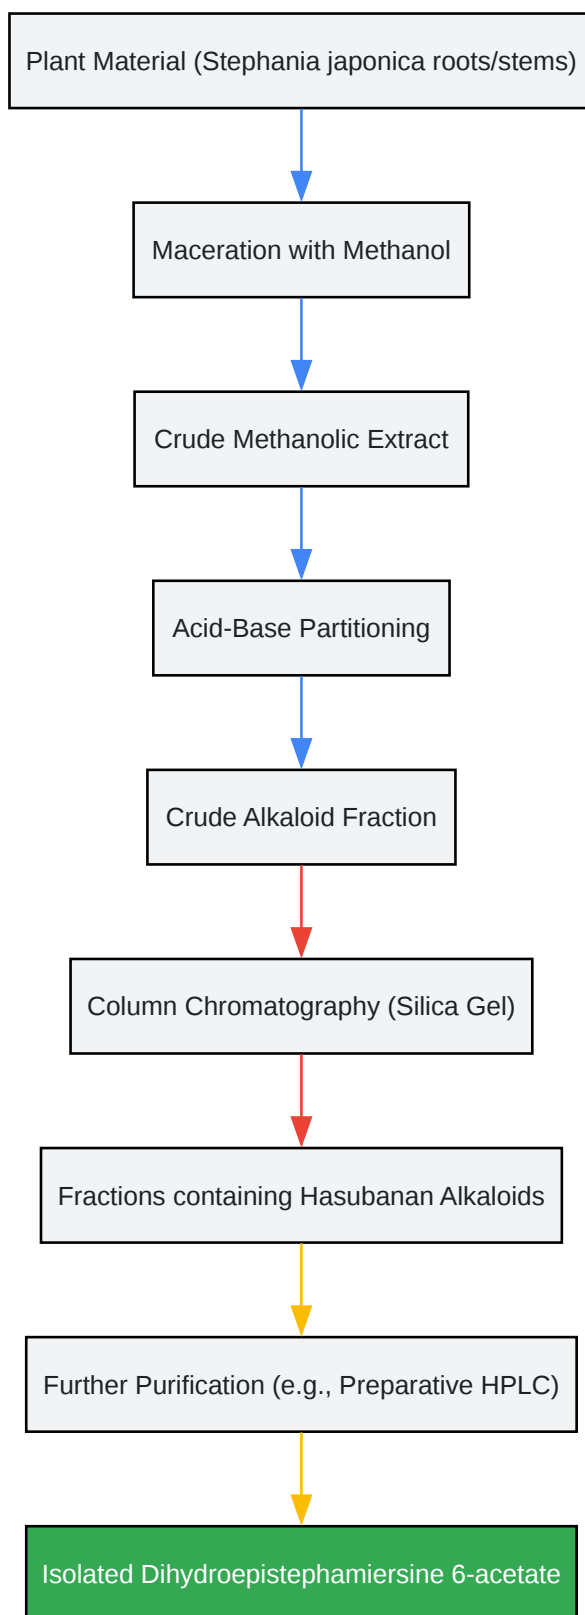 Plant Material (Stephania japonica roots/stems)
Maceration with Methanol
Crude Methanolic Extract
Acid-Base Partitioning
Crude Alkaloid Fraction
Column Chromatography (Silica Gel)
Fractions containing Hasubanan Alkaloids
Further Purification (e.g., Preparative HPLC)
Isolated Dihydroepistephamiersine 6-acetate